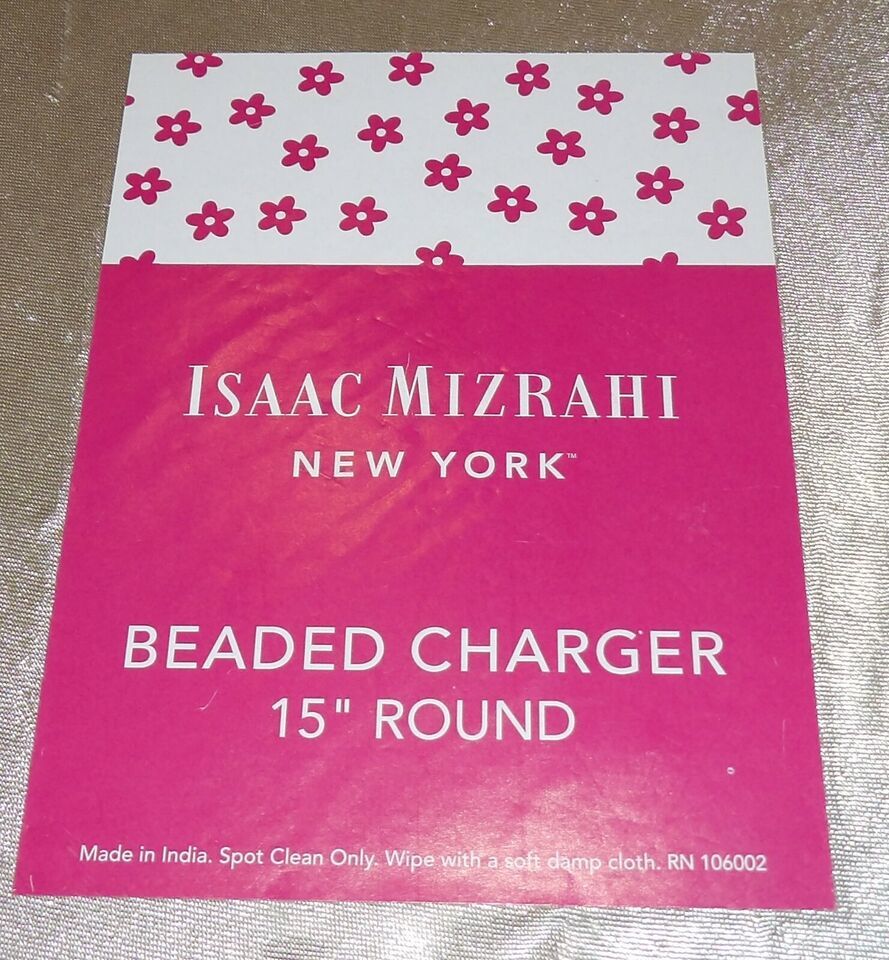 ISAAC MIZRAHI
NEW YORK™
BEADED CHARGER
15" ROUND
Made in India. Spot Clean Only. Wipe with a soft damp cloth. RN 106002